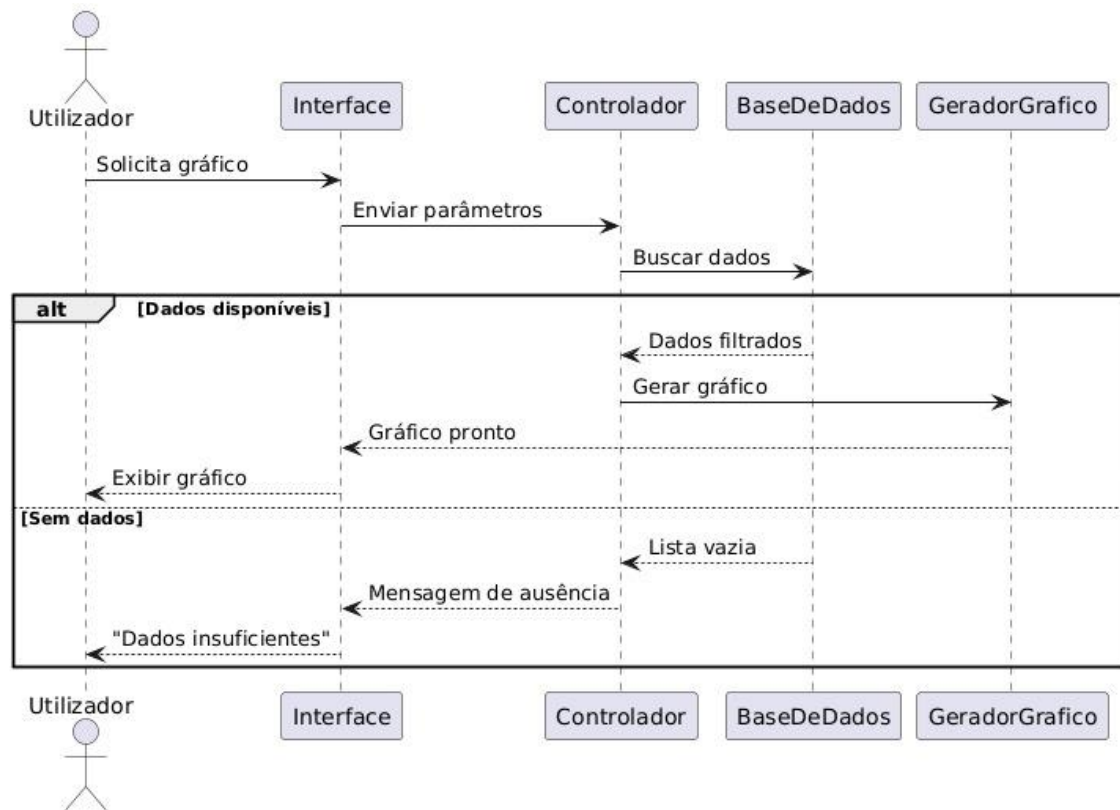 Utilizador
Interface
Controlador
BaseDeDados
GeradorGrafico
Solicita gráfico
Enviar parâmetros
Buscar dados
alt
[Dados disponíveis]
Dados filtrados
Gerar gráfico
Gráfico pronto
Exibir gráfico
[Sem dados]
Lista vazia
Mensagem de ausência
"Dados insuficientes"
Utilizador
Interface
Controlador
BaseDeDados
GeradorGrafico